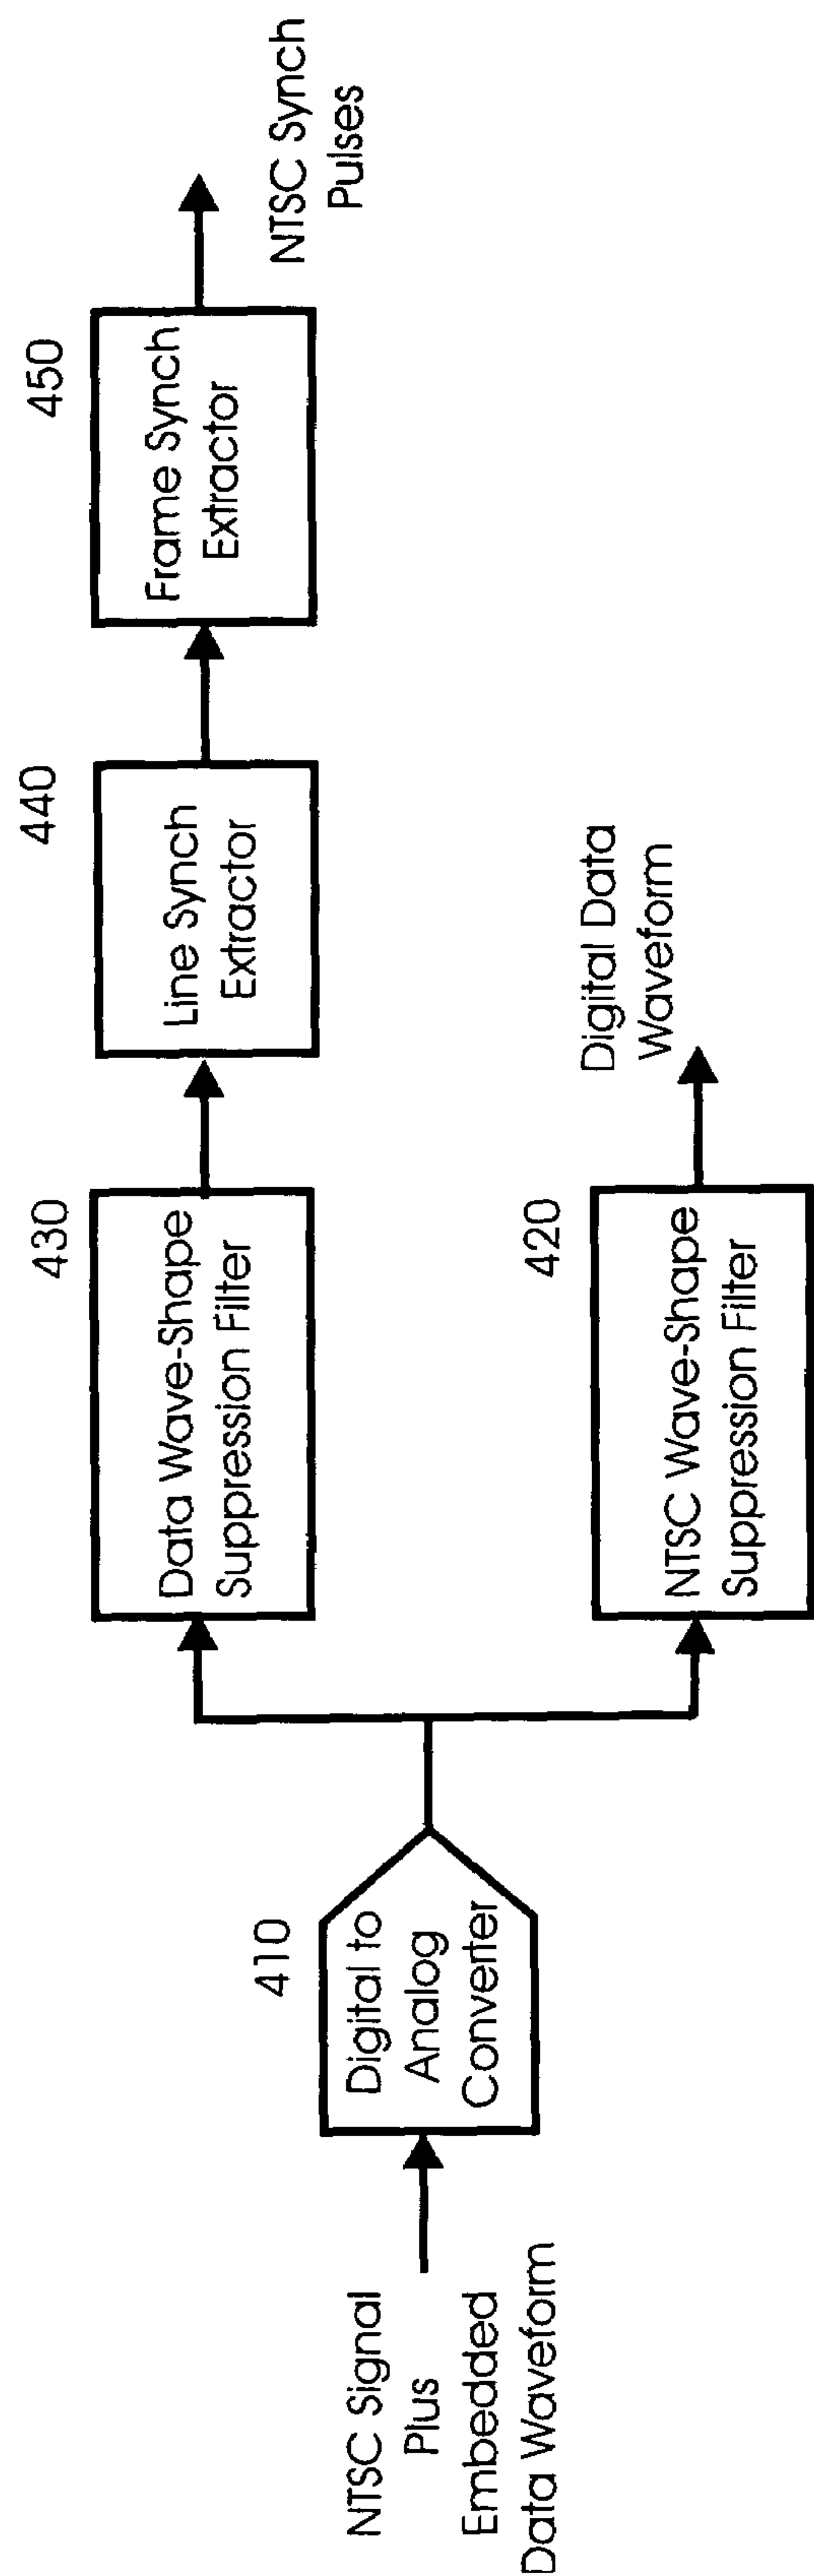 NTSC Signal
Plus
Embedded
Data Waveform
410
Digital to
Analog
Converter
430
Data Wave-Shape
Suppression Filter
440
Line Synch
Extractor
450
Frame Synch
Extractor
NTSC Synch
Pulses
420
NTSC Wave-Shape
Suppression Filter
Digital Data
Waveform